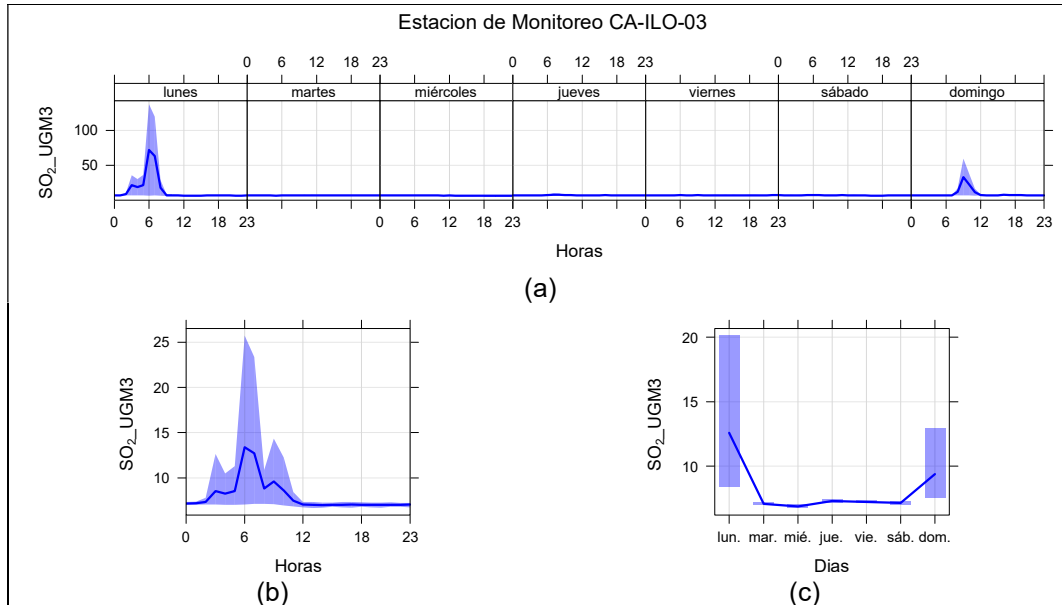 Estacion de Monitoreo CA-ILO-03
0 6 12 18 23 0 6 12 18 23 0 6 12 18 23
lunes martes miércoles jueves viernes sábado domingo
SO2_UGM3
100
50
0 6 12 18 23 0 6 12 18 23 0 6 12 18 23 0 6 12 18 23
Horas
(a)
SO2_UGM3
25
20
15
10
0 6 12 18 23
Horas
(b)
SO2_UGM3
20
15
10
lun. mar. mié. jue. vie. sáb. dom.
Dias
(c)